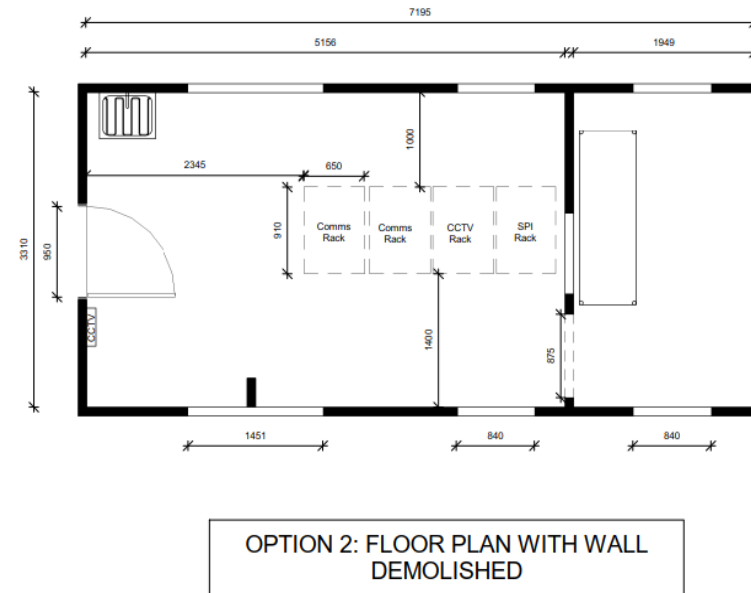 7195
5156
1949
2345
650
1000
3310
950
910
Comms
Rack
Comms
Rack
CCTV
Rack
SPI
Rack
CCTV
1400
875
1451
840
840
OPTION 2: FLOOR PLAN WITH WALL
DEMOLISHED